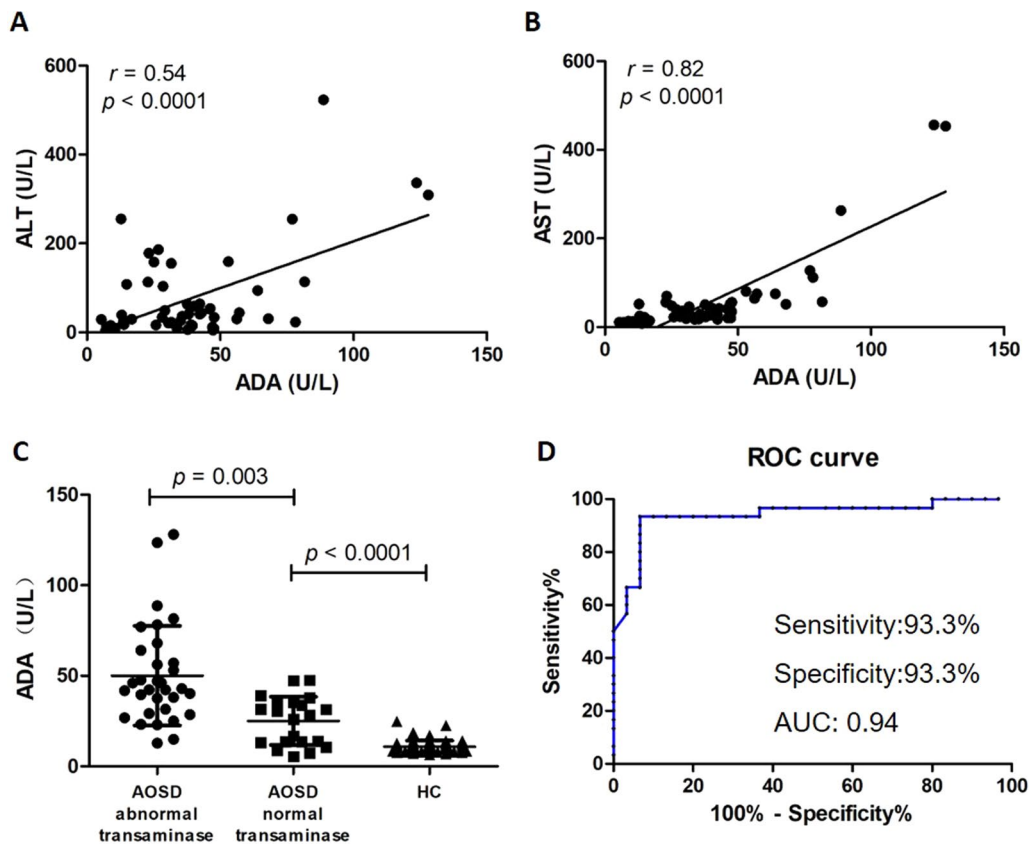 A
r = 0.54
p < 0.0001
600
400
200
0
0 50 100 150
ALT (U/L)
ADA (U/L)
B
r = 0.82
p < 0.0001
600
400
200
0
0 50 100 150
AST (U/L)
ADA (U/L)
C
p = 0.003
p < 0.0001
150
100
50
0
ADA （U/L）
AOSD
abnormal
transaminase
AOSD
normal
transaminase
HC
D
ROC curve
100
80
60
40
20
0
Sensitivity%
Sensitivity:93.3%
Specificity:93.3%
AUC: 0.94
0 20 40 60 80 100
100% - Specificity%